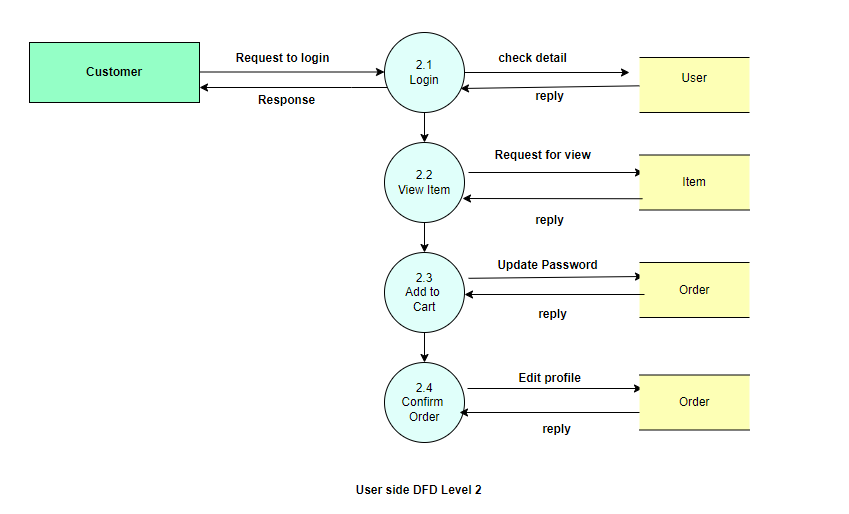 Customer
Request to login
Response
2.1
Login
check detail
reply
User
2.2
View Item
Request for view
reply
Item
2.3
Add to
Cart
Update Password
reply
Order
2.4
Confirm
Order
Edit profile
reply
Order
User side DFD Level 2